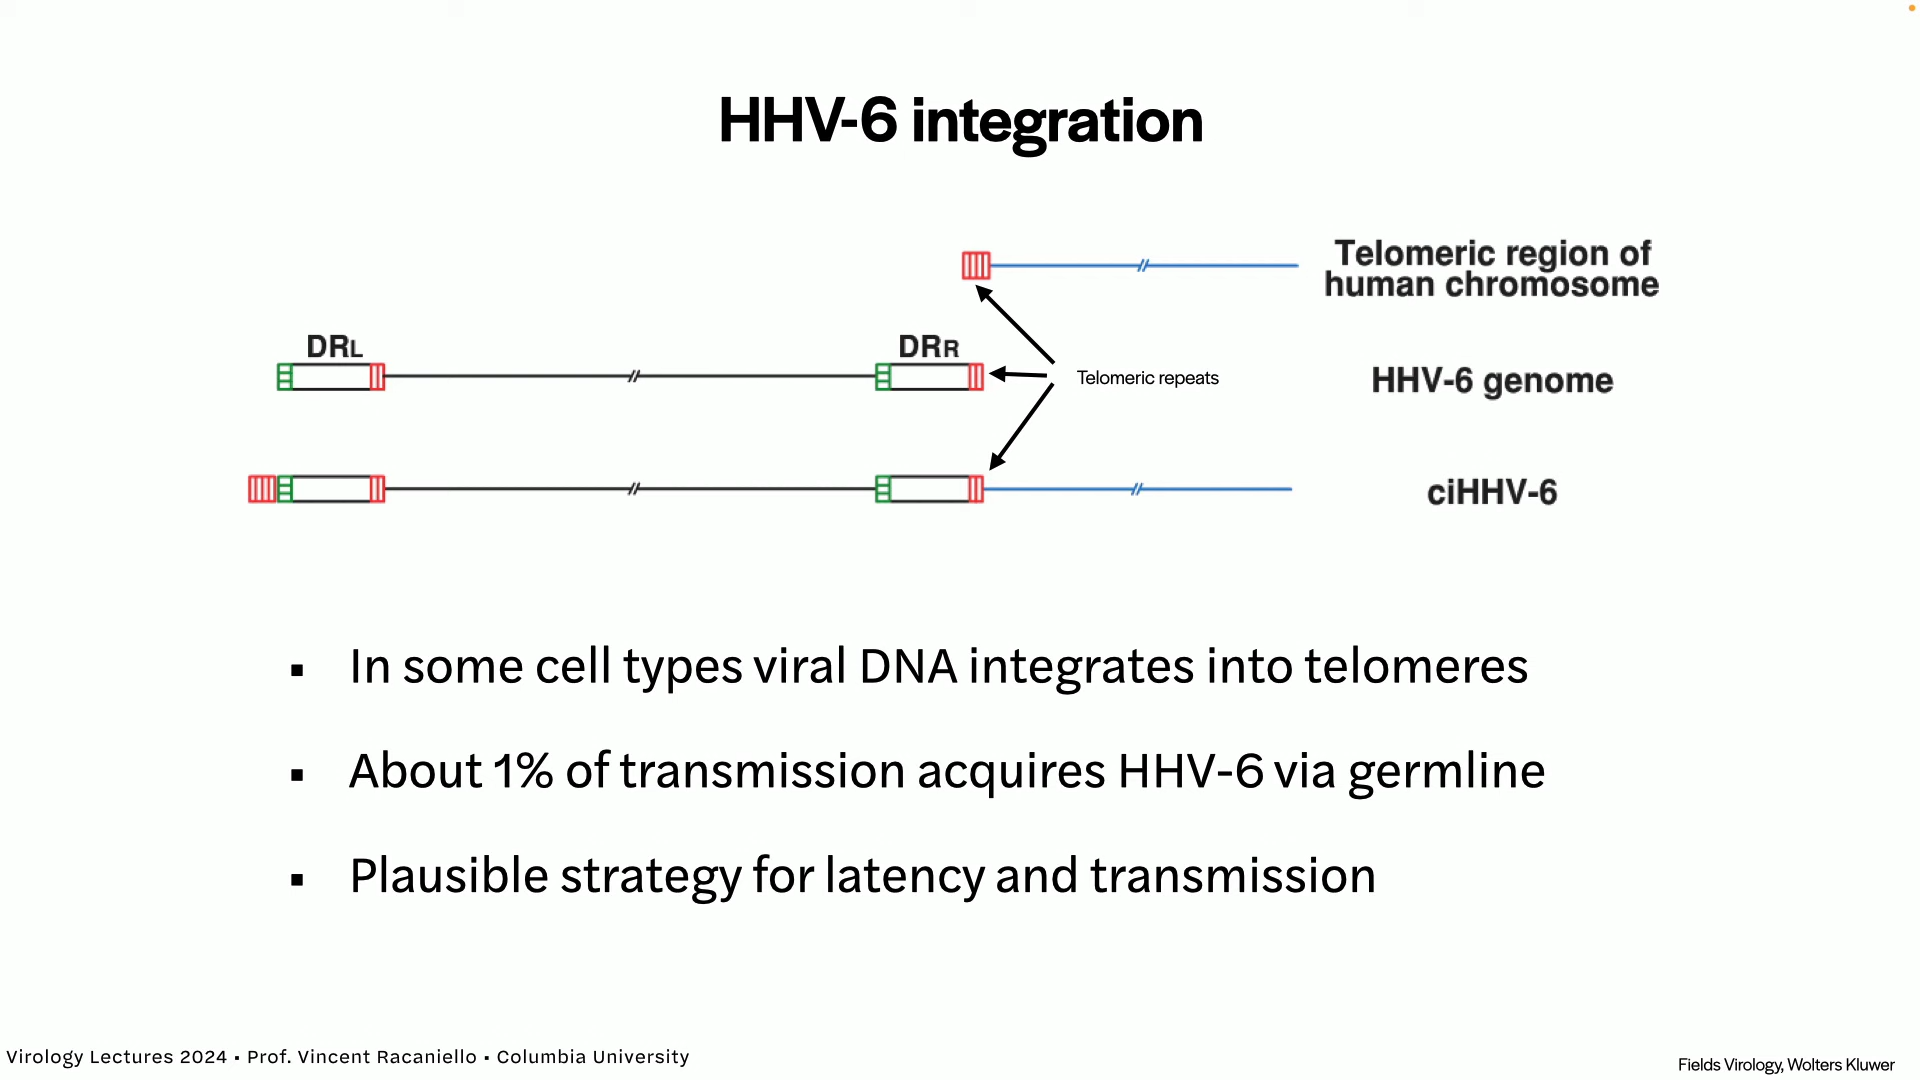 HHV-6 integration
Telomeric region of
human chromosome
DRL
DRR
Telomeric repeats
HHV-6 genome
ciHHV-6
▪ In some cell types viral DNA integrates into telomeres
▪ About 1% of transmission acquires HHV-6 via germline
▪ Plausible strategy for latency and transmission
Virology Lectures 2024 • Prof. Vincent Racaniello • Columbia University
Fields Virology, Wolters Kluwer